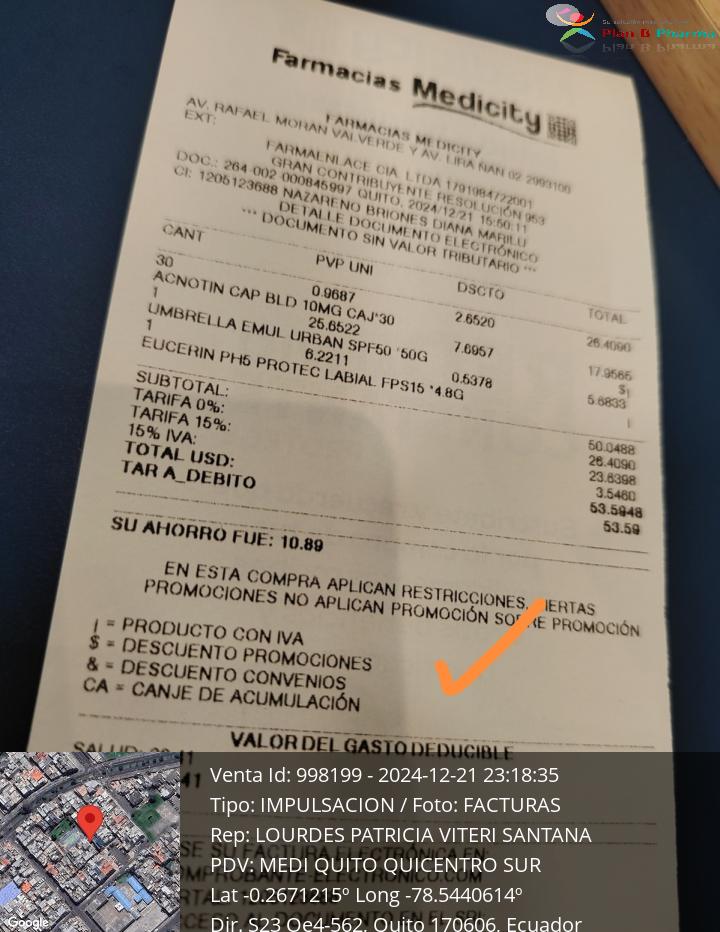 Plan B Pharma
Farmacias Medicity
FARMACIAS MEDICITY
AV. RAFAEL MORAN VALVERDE Y AV. LIRA ÑAN 02 2993100
EXT:
FARMAENLACE CIA. LTDA 1791984722001
GRAN CONTRIBUYENTE RESOLUCIÓN 953
DOC.: 264-002 000845997 QUITO, 2024/12/21 15:50:11
CI: 1205123688 NAZARENO BRIONES DIANA MARILU
DETALLE DOCUMENTO ELECTRÓNICO
*** DOCUMENTO SIN VALOR TRIBUTARIO ***
CANT PVP UNI DSCTO TOTAL
30 0.9687 2.6520 26.4090
ACNOTIN CAP BLD 10MG CAJ*30
1 25.6522 7.6957 17.9565
UMBRELLA EMUL URBAN SPF50 *50G $|
1 6.2211 0.5378 5.6833
EUCERIN PH5 PROTEC LABIAL FPS15 *4.8G |
SUBTOTAL: 50.0488
TARIFA 0%: 26.4090
TARIFA 15%: 23.6398
15% IVA: 3.5460
TOTAL USD: 53.5948
TAR A_DEBITO 53.59
SU AHORRO FUE: 10.89
EN ESTA COMPRA APLICAN RESTRICCIONES, IERTAS
PROMOCIONES NO APLICAN PROMOCIÓN SOBRE PROMOCIÓN
| = PRODUCTO CON IVA
$ = DESCUENTO PROMOCIONES
& = DESCUENTO CONVENIOS
CA = CANJE DE ACUMULACIÓN
VALOR DEL GASTO DEDUCIBLE
SALUD:
Venta Id: 998199 - 2024-12-21 23:18:35
Tipo: IMPULSACION / Foto: FACTURAS
Rep: LOURDES PATRICIA VITERI SANTANA
PDV: MEDI QUITO QUICENTRO SUR
Lat -0.2671215º Long -78.5440614º
Dir. S23 Oe4-562, Quito 170606, Ecuador
Google